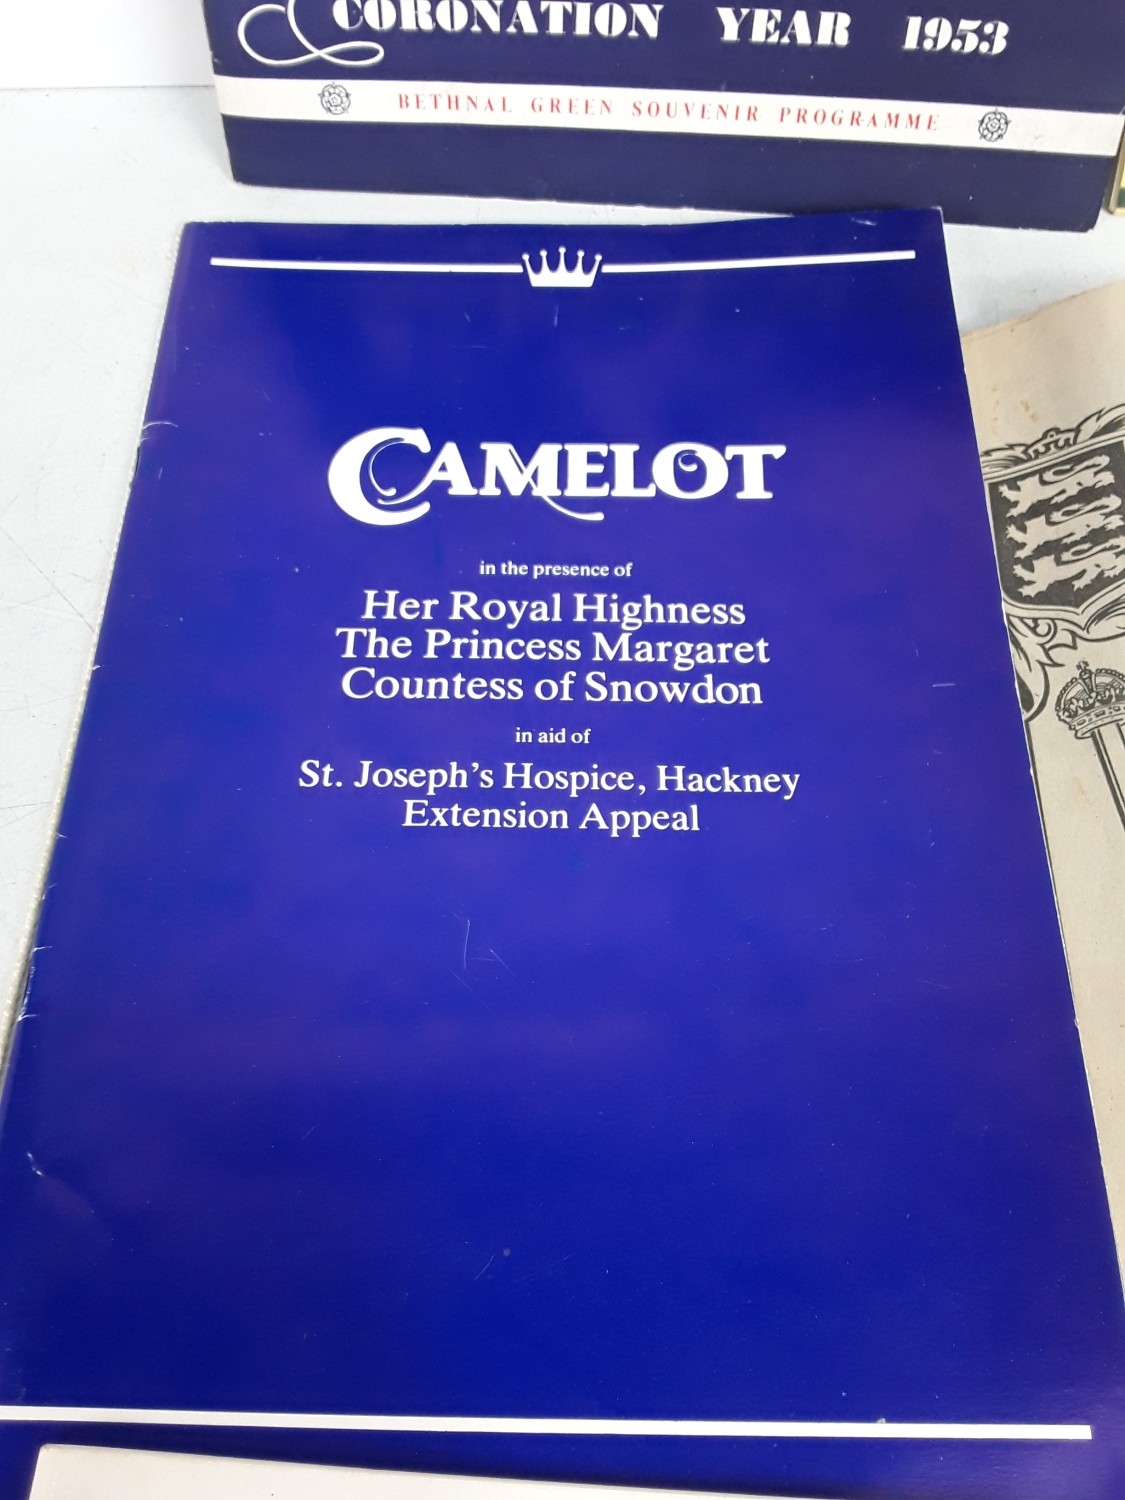 CORONATION YEAR 1953
BETHNAL GREEN SOUVENIR PROGRAMME
CAMELOT
in the presence of
Her Royal Highness
The Princess Margaret
Countess of Snowdon
in aid of
St. Joseph's Hospice, Hackney
Extension Appeal